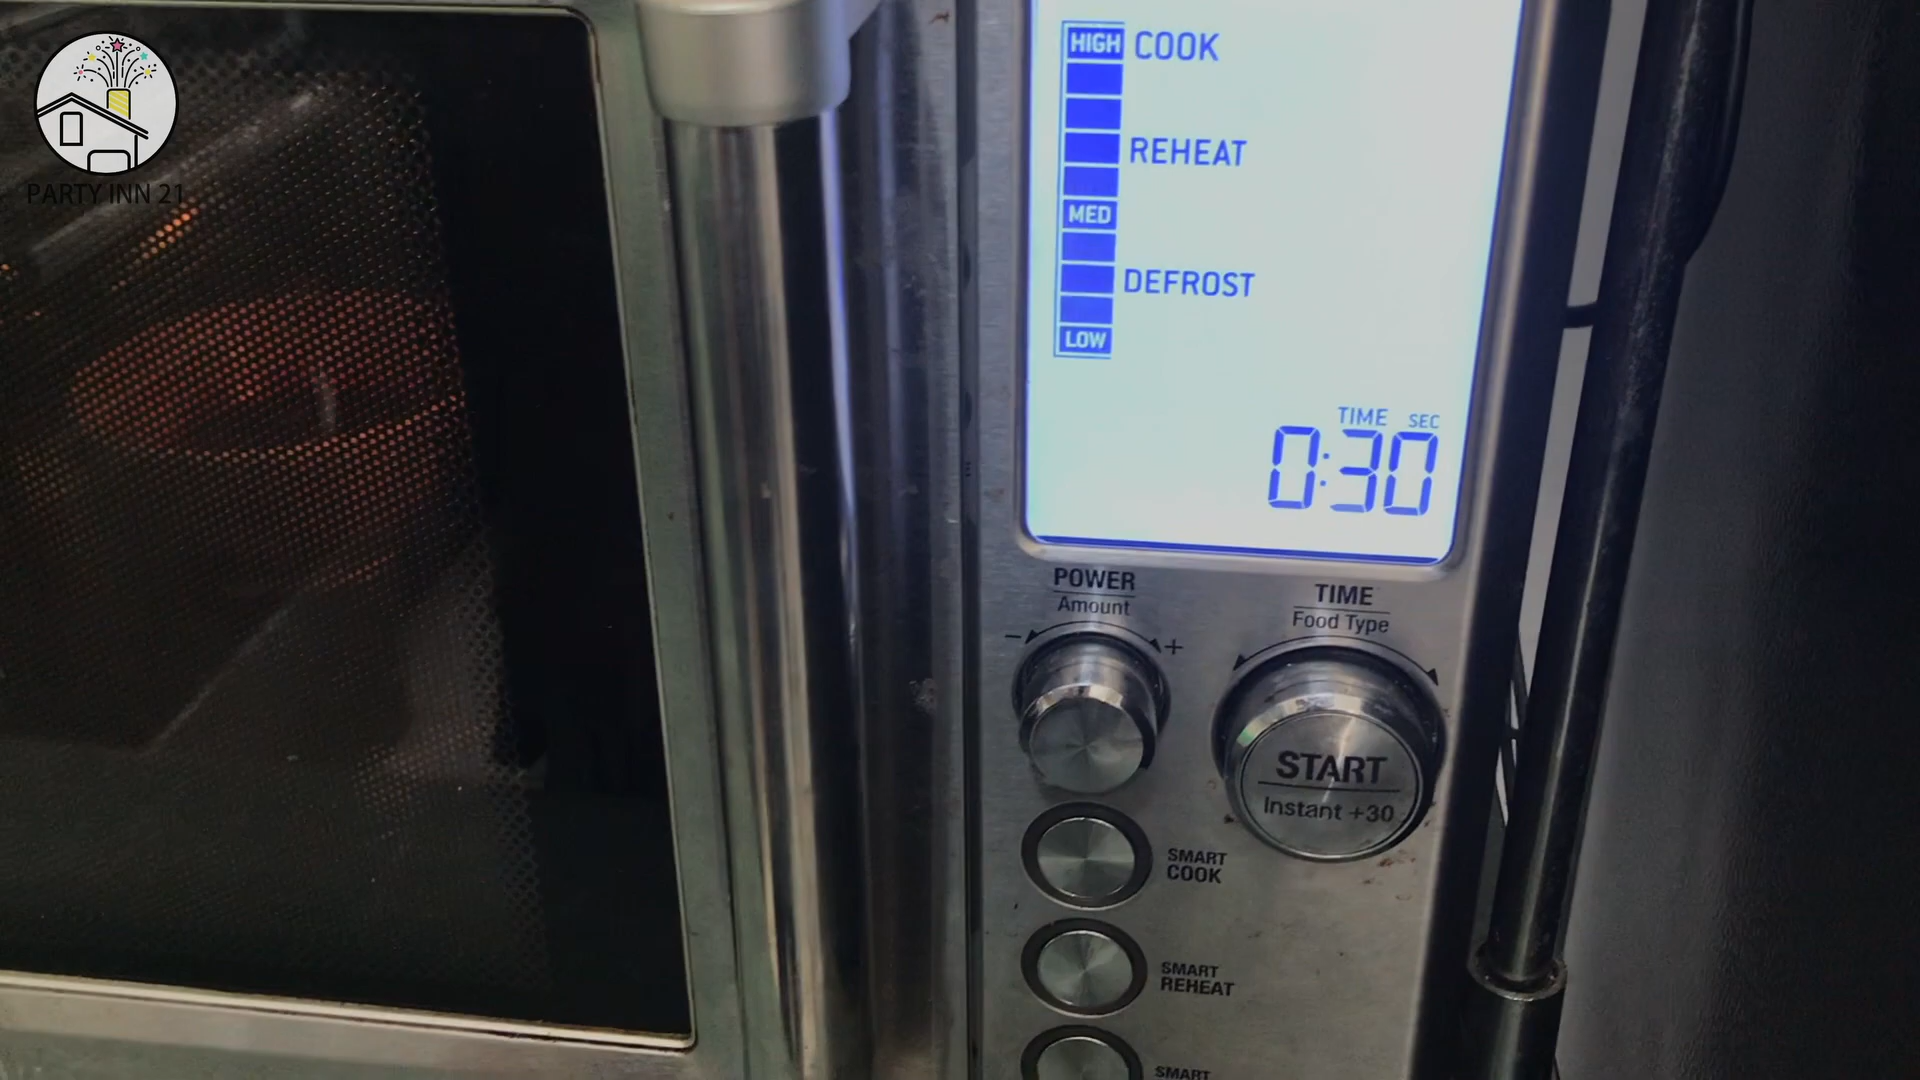 PARTY INN 21
HIGH COOK
REHEAT
MED
DEFROST
LOW
TIME SEC
0:30
POWER
Amount
- +
TIME
Food Type
START
Instant +30
SMART
COOK
SMART
REHEAT
SMART